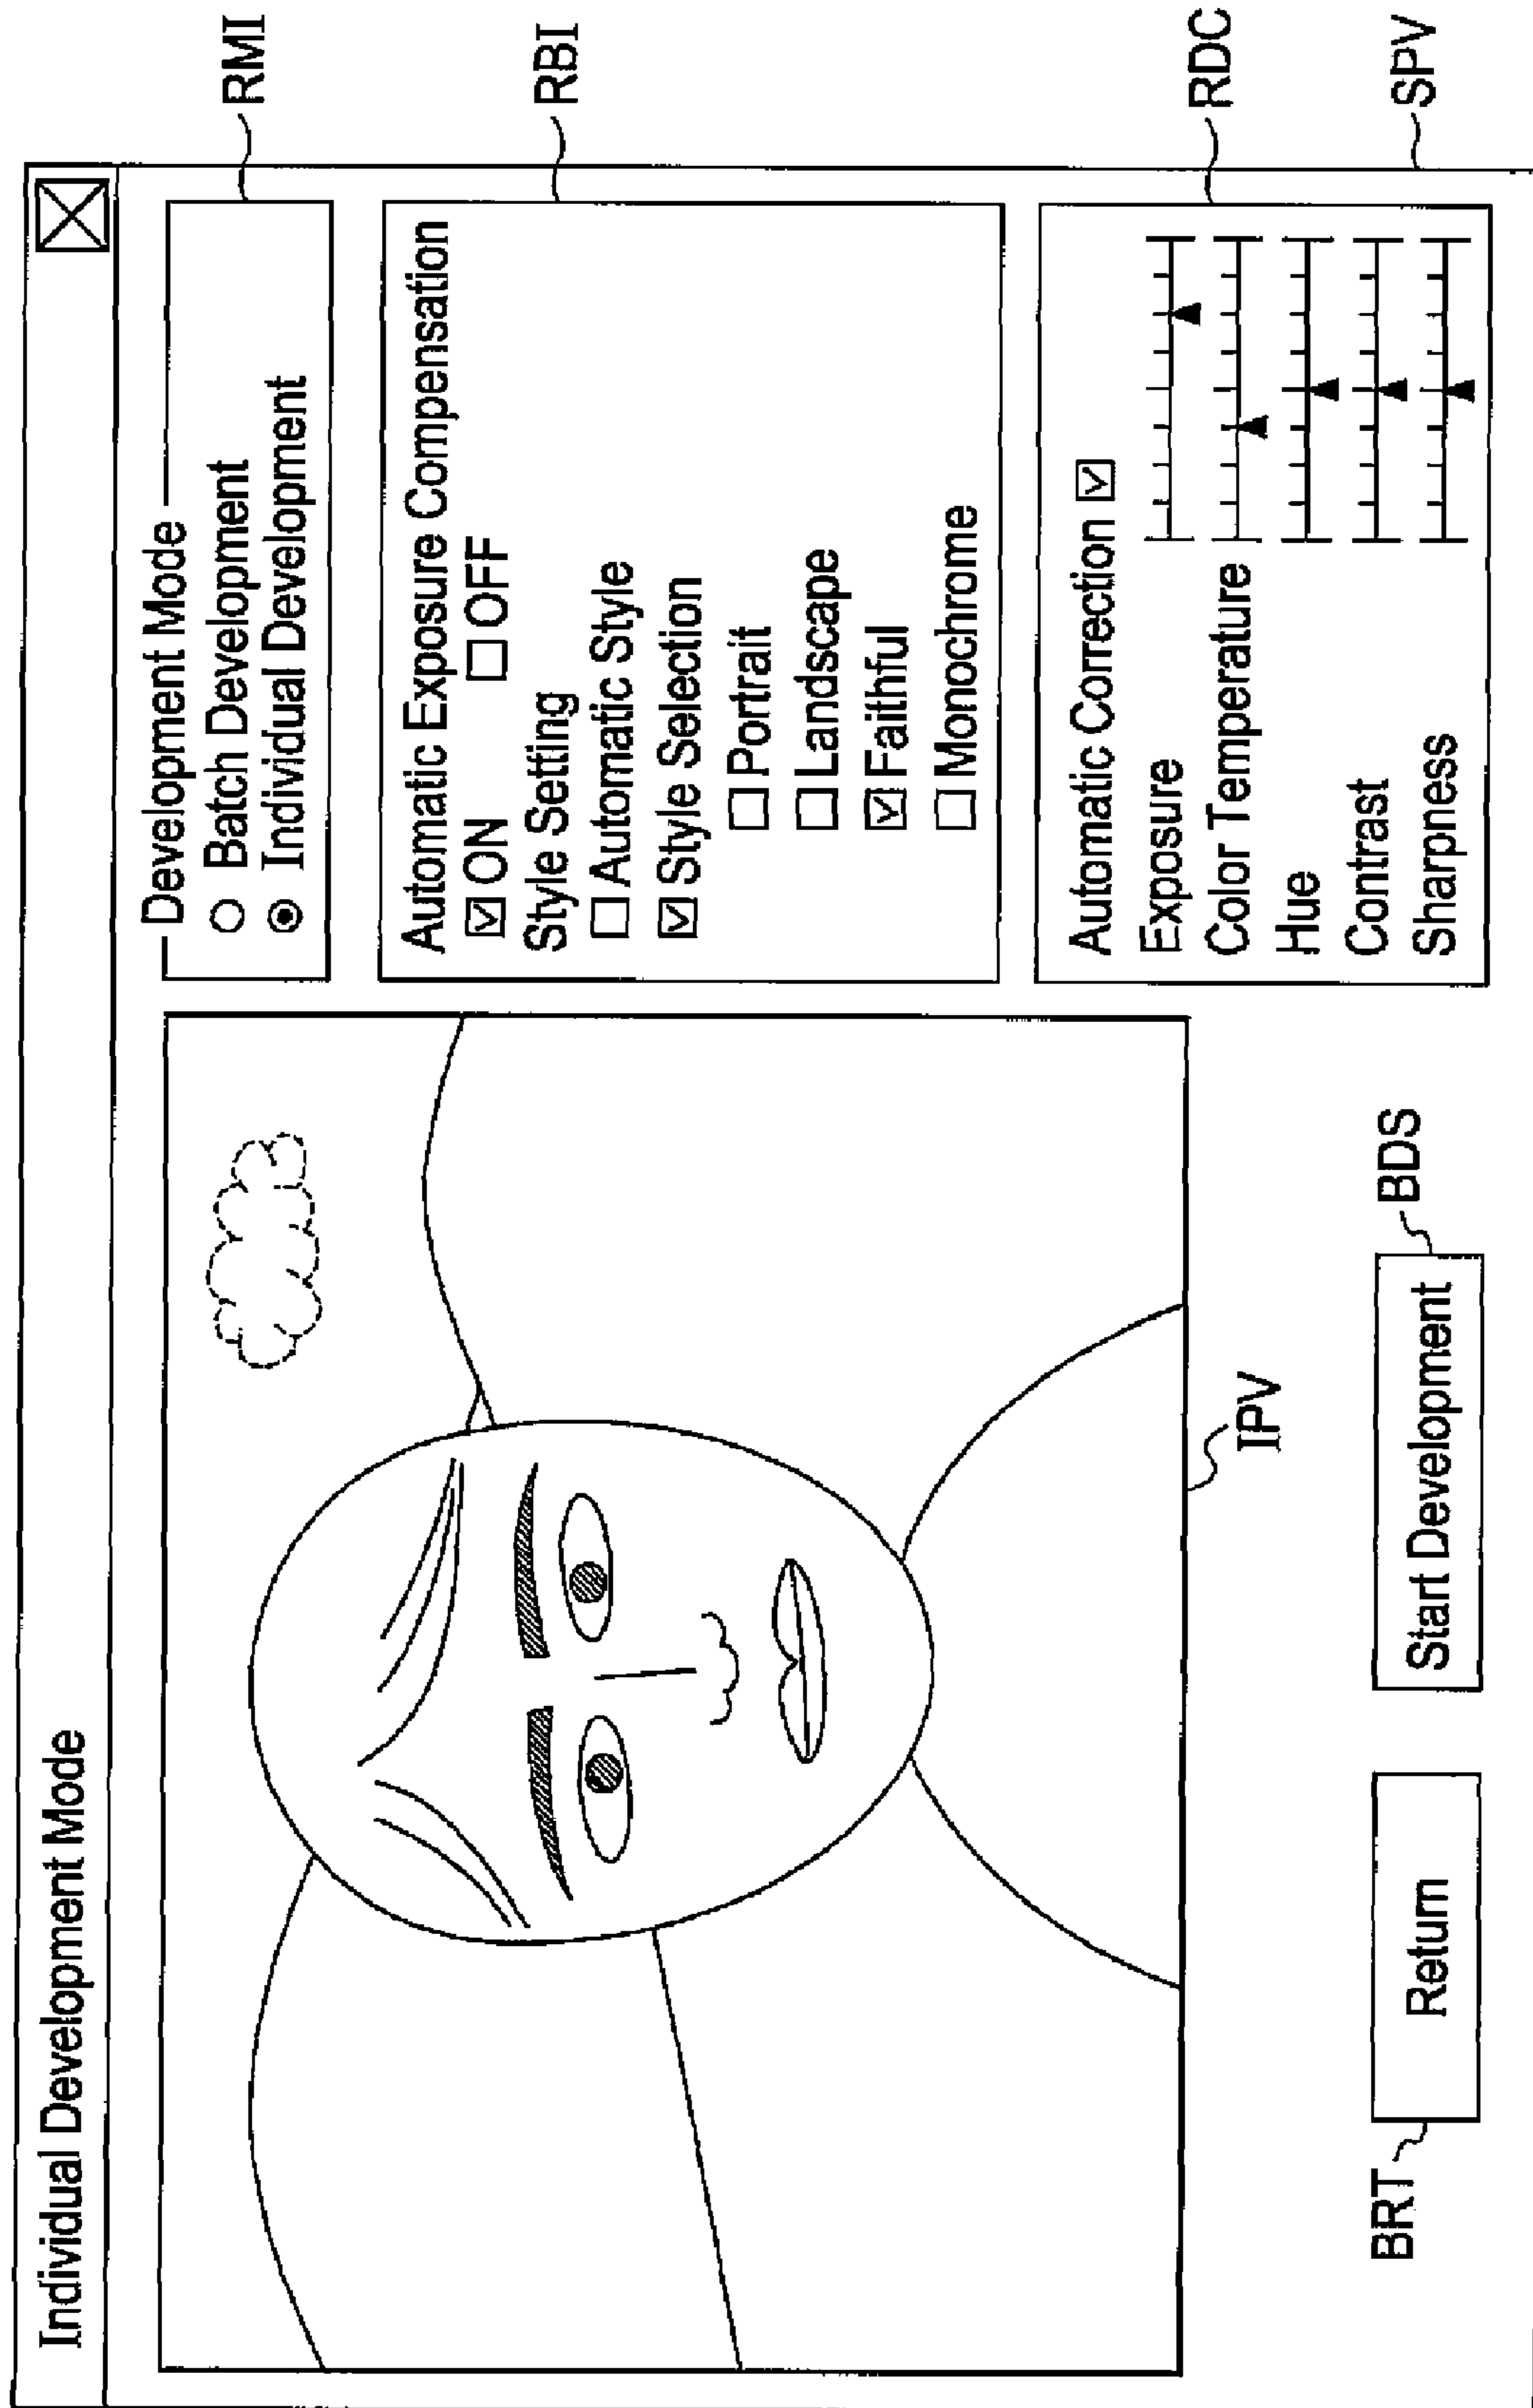 Individual Development Mode
Development Mode
Batch Development
Individual Development
RMI
Automatic Exposure Compensation
ON OFF
Style Setting
Automatic Style
Style Selection
Portrait
Landscape
Faithful
Monochrome
RBI
Automatic Correction
Exposure
Color Temperature
Hue
Contrast
Sharpness
RDC
SPV
IPV
BRT
Return
Start Development
BDS